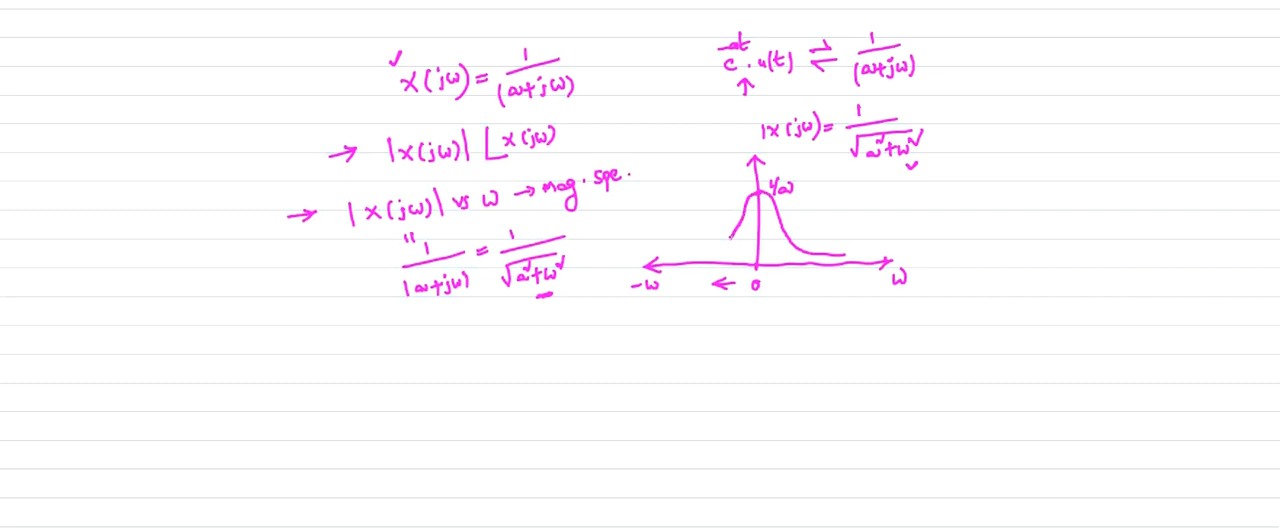 ✓ X(jω) = 1/(a+jω)
→ |X(jω)| ∠X(jω)
→ |X(jω)| vs ω → mag. spe.
" 1/|a+jω| = 1/√(a²+ω²)
e^-at . u(t) ⇌ 1/(a+jω)
↑
|X(jω)| = 1/√(a²+ω²) ✓
1/a
-ω ← 0 ω